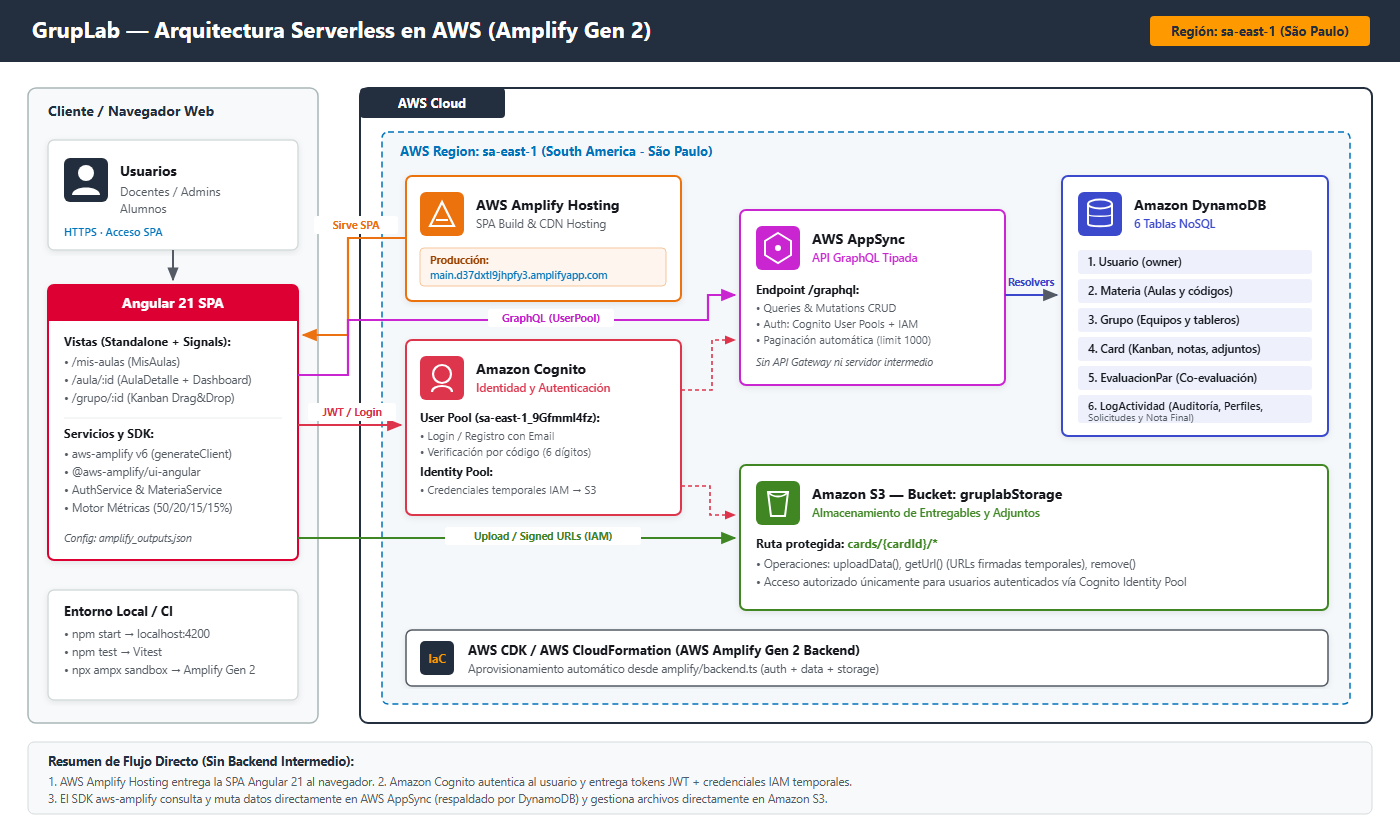 GrupLab — Arquitectura Serverless en AWS (Amplify Gen 2)
Región: sa-east-1 (São Paulo)
Cliente / Navegador Web
Usuarios
Docentes / Admins
Alumnos
HTTPS · Acceso SPA
Angular 21 SPA
Vistas (Standalone + Signals):
• /mis-aulas (MisAulas)
• /aula/:id (AulaDetalle + Dashboard)
• /grupo/:id (Kanban Drag&Drop)
Servicios y SDK:
• aws-amplify v6 (generateClient)
• @aws-amplify/ui-angular
• AuthService & MateriaService
• Motor Métricas (50/20/15/15%)
Config: amplify_outputs.json
Entorno Local / CI
• npm start → localhost:4200
• npm test → Vitest
• npx ampx sandbox → Amplify Gen 2
AWS Cloud
AWS Region: sa-east-1 (South America - São Paulo)
Sirve SPA
AWS Amplify Hosting
SPA Build & CDN Hosting
Producción:
main.d37dxtl9jhpfy3.amplifyapp.com
GraphQL (UserPool)
JWT / Login
Amazon Cognito
Identidad y Autenticación
User Pool (sa-east-1_9Gfmml4fz):
• Login / Registro con Email
• Verificación por código (6 dígitos)
Identity Pool:
• Credenciales temporales IAM → S3
Upload / Signed URLs (IAM)
AWS AppSync
API GraphQL Tipada
Endpoint /graphql:
• Queries & Mutations CRUD
• Auth: Cognito User Pools + IAM
• Paginación automática (limit 1000)
Sin API Gateway ni servidor intermedio
Resolvers
Amazon DynamoDB
6 Tablas NoSQL
1. Usuario (owner)
2. Materia (Aulas y códigos)
3. Grupo (Equipos y tableros)
4. Card (Kanban, notas, adjuntos)
5. EvaluacionPar (Co-evaluación)
6. LogActividad (Auditoría, Perfiles,
Solicitudes y Nota Final)
Amazon S3 — Bucket: gruplabStorage
Almacenamiento de Entregables y Adjuntos
Ruta protegida: cards/{cardId}/*
• Operaciones: uploadData(), getUrl() (URLs firmadas temporales), remove()
• Acceso autorizado únicamente para usuarios autenticados vía Cognito Identity Pool
IaC
AWS CDK / AWS CloudFormation (AWS Amplify Gen 2 Backend)
Aprovisionamiento automático desde amplify/backend.ts (auth + data + storage)
Resumen de Flujo Directo (Sin Backend Intermedio):
1. AWS Amplify Hosting entrega la SPA Angular 21 al navegador. 2. Amazon Cognito autentica al usuario y entrega tokens JWT + credenciales IAM temporales.
3. El SDK aws-amplify consulta y muta datos directamente en AWS AppSync (respaldado por DynamoDB) y gestiona archivos directamente en Amazon S3.